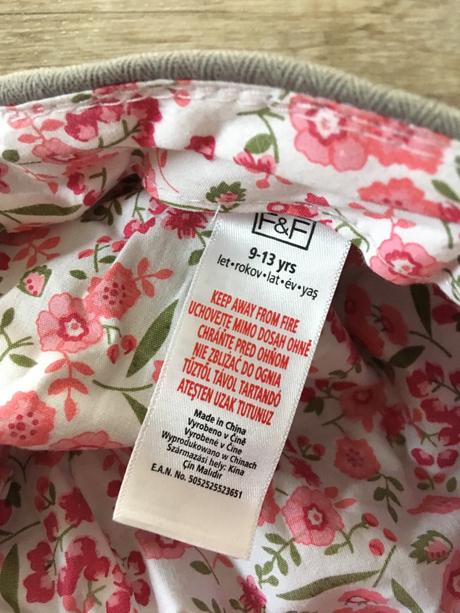 F&F
9-13 yrs
let•rokov•lat•év•yaş
KEEP AWAY FROM FIRE
UCHOVEJTE MIMO DOSAH OHNĚ
CHRÁŇTE PRED OHŇOM
NIE ZBLIŻAĆ DO OGNIA
TŰZTŐL TÁVOL TARTANDÓ
ATEŞTEN UZAK TUTUNUZ
Made in China
Vyrobeno v Číně
Vyrobené v Číne
Wyprodukowano w Chinach
Származási hely: Kína
Çin Malıdır
E.A.N. No. 5052525523651